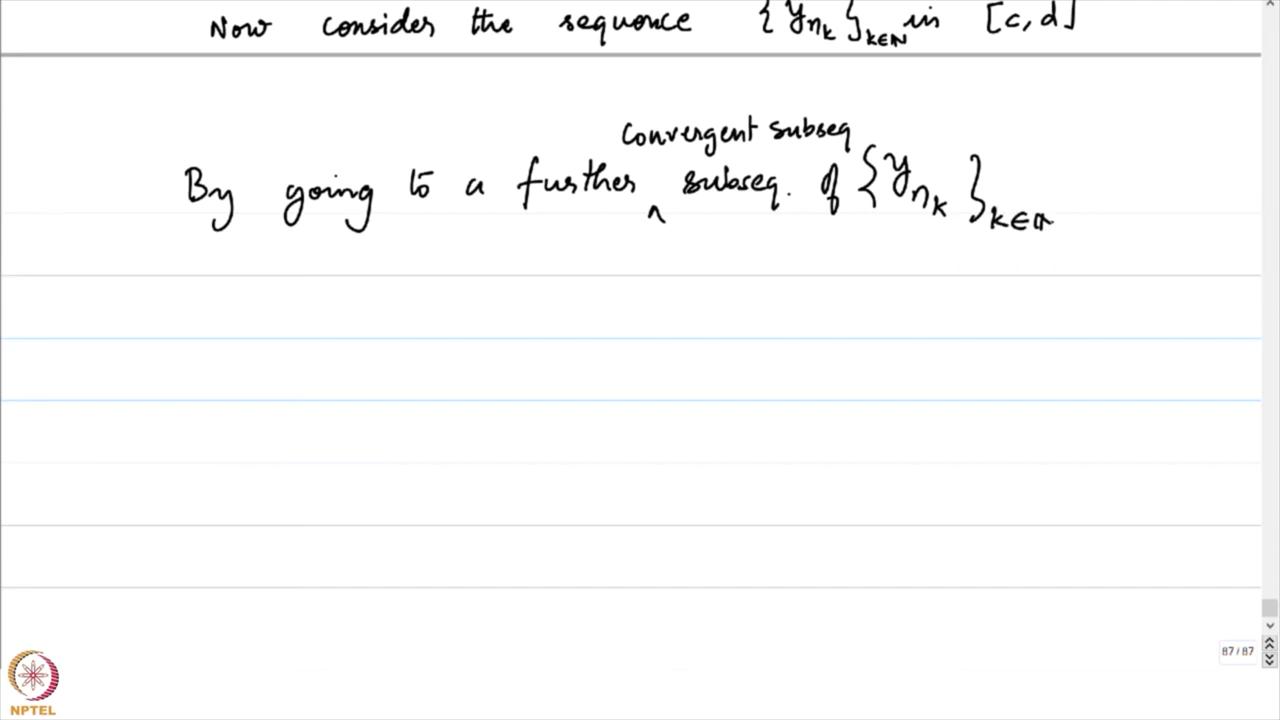 Now consider the sequence {y_{n_k}}_{k∈ℕ} in [c, d]
convergent subseq
By going to a further ^ subseq. of {y_{n_k}}_{k∈ℕ}
87 / 87
NPTEL